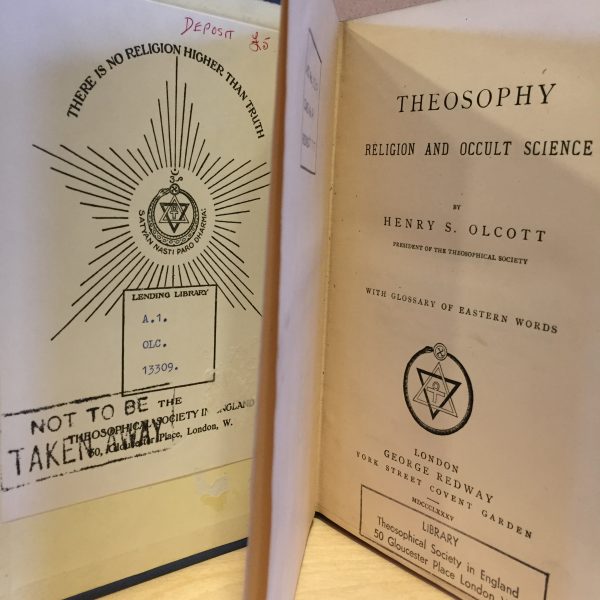 DEPOSIT £5
THERE IS NO RELIGION HIGHER THAN TRUTH
SATYAN NASTI PARO DHARMA:
LENDING LIBRARY
A.1.
OLC.
13309.
THE
THEOSOPHICAL SOCIETY IN ENGLAND
50, Gloucester Place, London, W.
NOT TO BE
TAKEN AWAY
THEOSOPHY
RELIGION AND OCCULT SCIENCE
BY
HENRY S. OLCOTT
PRESIDENT OF THE THEOSOPHICAL SOCIETY
WITH GLOSSARY OF EASTERN WORDS
LONDON
GEORGE REDWAY
YORK STREET COVENT GARDEN
MDCCCLXXXV
LIBRARY
Theosophical Society in England
50 Gloucester Place London